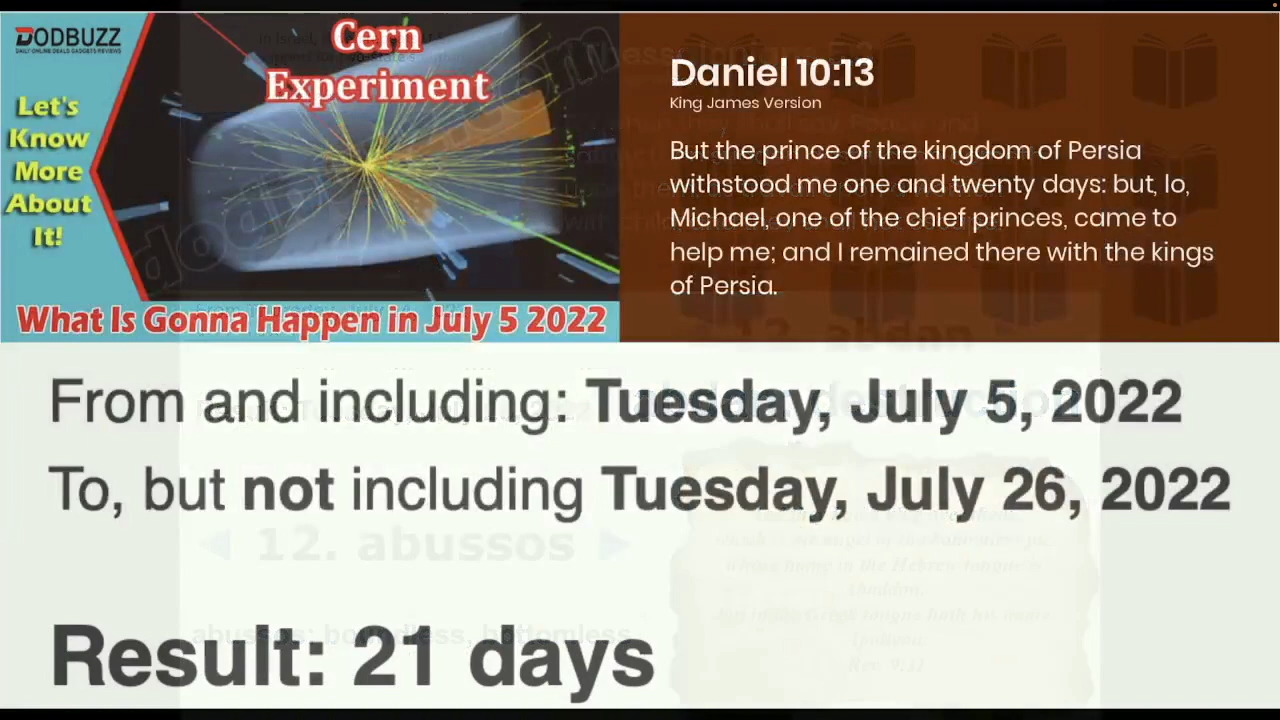 DODBUZZ
DAILY ONLINE DEALS GADGETS REVIEWS
Let's
Know
More
About
It!
Cern
Experiment
What Is Gonna Happen in July 5 2022
Daniel 10:13
King James Version
But the prince of the kingdom of Persia
withstood me one and twenty days: but, lo,
Michael, one of the chief princes, came to
help me; and I remained there with the kings
of Persia.
From and including: Tuesday, July 5, 2022
To, but not including Tuesday, July 26, 2022
12. abussos
abussos: boundless, bottomless
Result: 21 days